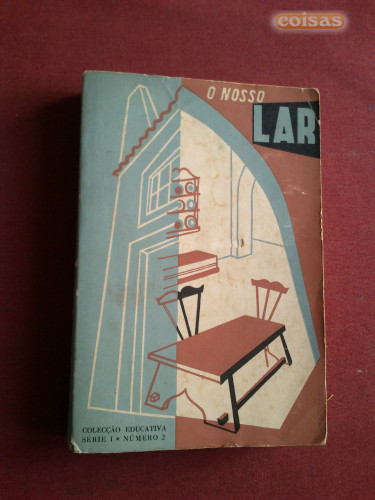 coisas
O NOSSO
LAR
COLECÇÃO EDUCATIVA
SÉRIE I * NÚMERO 2